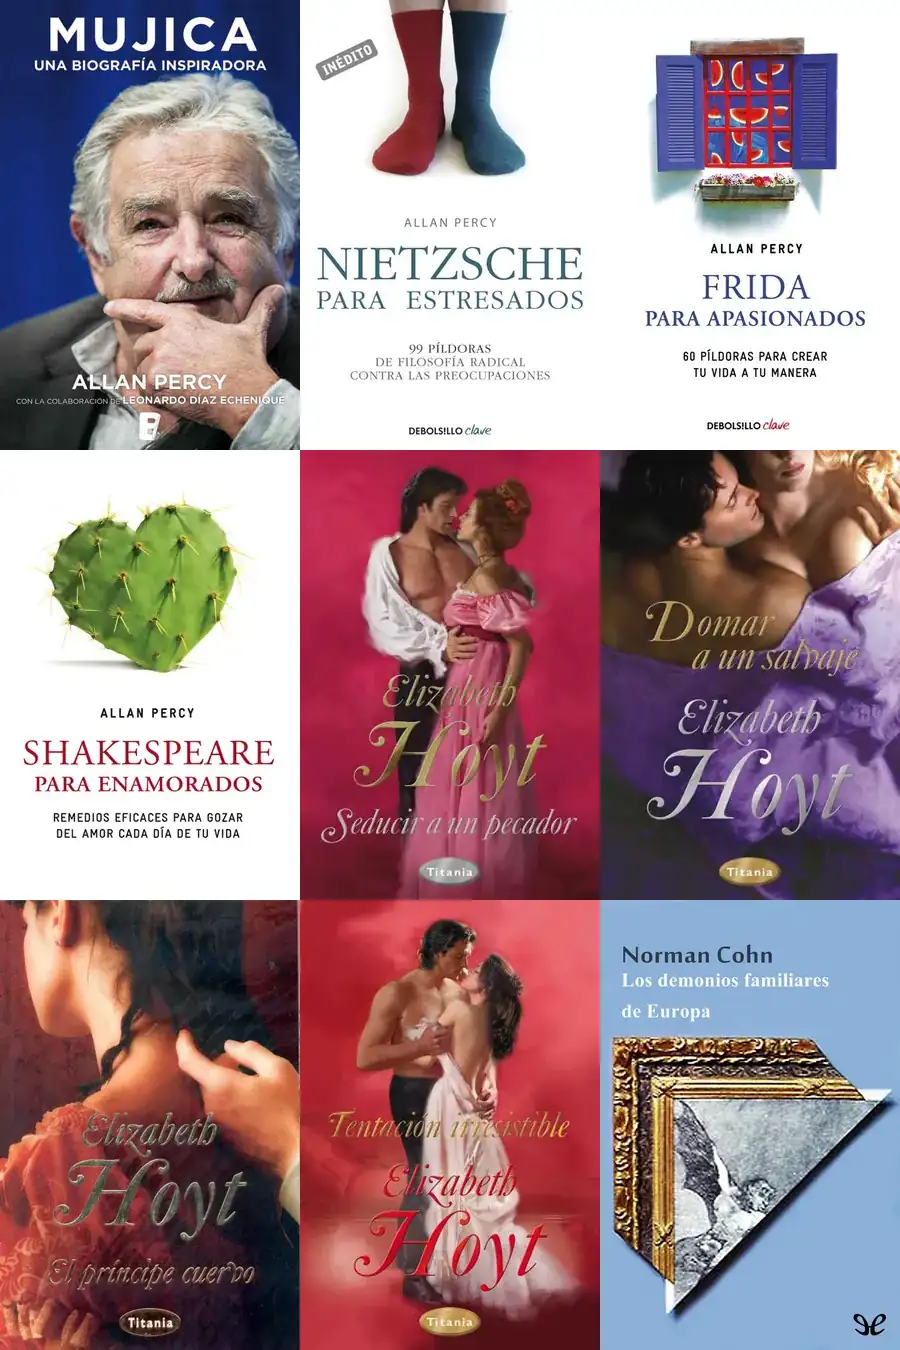 MUJICA
UNA BIOGRAFÍA INSPIRADORA
ALLAN PERCY
CON LA COLABORACIÓN DE LEONARDO DÍAZ ECHENIQUE
B
INÉDITO
ALLAN PERCY
NIETZSCHE
PARA ESTRESADOS
99 PÍLDORAS
DE FILOSOFÍA RADICAL
CONTRA LAS PREOCUPACIONES
DEBOLS!LLO clave
ALLAN PERCY
FRIDA
PARA APASIONADOS
60 PÍLDORAS PARA CREAR
TU VIDA A TU MANERA
DEBOLS!LLO clave
ALLAN PERCY
SHAKESPEARE
PARA ENAMORADOS
REMEDIOS EFICACES PARA GOZAR
DEL AMOR CADA DÍA DE TU VIDA
Elizabeth
Hoyt
Seducir a un pecador
Titania
Domar
a un salvaje
Elizabeth
Hoyt
Titania
Elizabeth
Hoyt
El príncipe cuervo
Titania
Tentación irresistible
Elizabeth
Hoyt
Titania
Norman Cohn
Los demonios familiares
de Europa